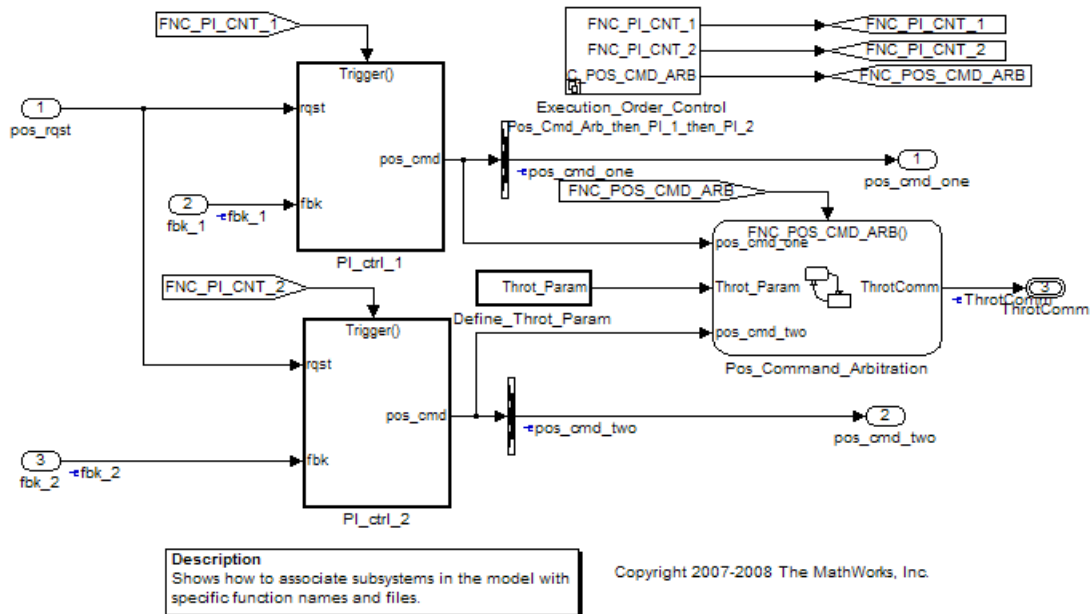 FNC_PI_CNT_1
Trigger()
rqst
pos_cmd
fbk
PI_ctrl_1
1
pos_rqst
2
fbk_1
fbk_1
FNC_PI_CNT_1
FNC_PI_CNT_2
C_POS_CMD_ARB
Execution_Order_Control
Pos_Cmd_Arb_then_PI_1_then_PI_2
FNC_PI_CNT_1
FNC_PI_CNT_2
FNC_POS_CMD_ARB
pos_cmd_one
1
pos_cmd_one
FNC_POS_CMD_ARB
FNC_POS_CMD_ARB()
pos_cmd_one
Throt_Param
ThrotComm
pos_cmd_two
Pos_Command_Arbitration
3
ThrotComm
ThrotComm
Throt_Param
Define_Throt_Param
FNC_PI_CNT_2
Trigger()
rqst
pos_cmd
fbk
PI_ctrl_2
3
fbk_2
fbk_2
pos_cmd_two
2
pos_cmd_two
Description
Shows how to associate subsystems in the model with
specific function names and files.
Copyright 2007-2008 The MathWorks, Inc.